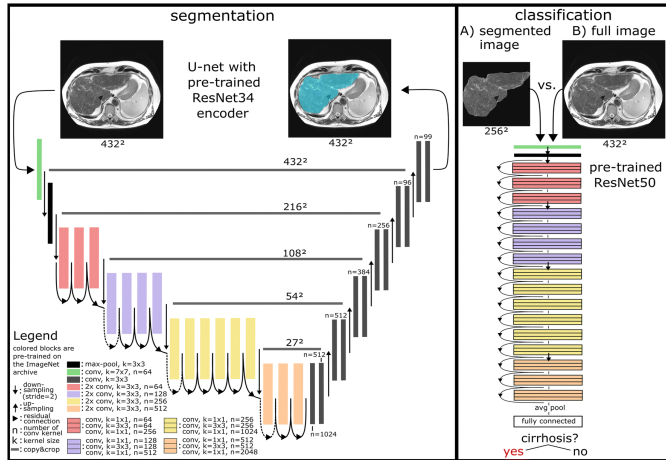 segmentation
U-net with
pre-trained
ResNet34
encoder
432²
432²
n=99
432²
n=96
216²
n=256
108²
n=384
54²
n=512
27²
n=512
n=1024
Legend
colored blocks are
pre-trained on
the ImageNet
archive
: down-
sampling
(stride=2)
: up-
sampling
: residual
connection
n : number of
conv kernel
k : kernel size
: copy&crop
: max-pool, k=3x3
: conv, k=7x7, n=64
: conv, k=3x3
: 2x conv, k=3x3, n=64
: 2x conv, k=3x3, n=128
: 2x conv, k=3x3, n=256
: 2x conv, k=3x3, n=512
conv, k=1x1, n=64
: conv, k=3x3, n=64
conv, k=1x1, n=256
conv, k=1x1, n=128
: conv, k=3x3, n=128
conv, k=1x1, n=512
conv, k=1x1, n=256
: conv, k=3x3, n=256
conv, k=1x1, n=1024
conv, k=1x1, n=512
: conv, k=3x3, n=512
conv, k=1x1, n=2048
classification
A) segmented
image
B) full image
vs.
256²
432²
pre-trained
ResNet50
avg pool
fully connected
cirrhosis?
yes
no